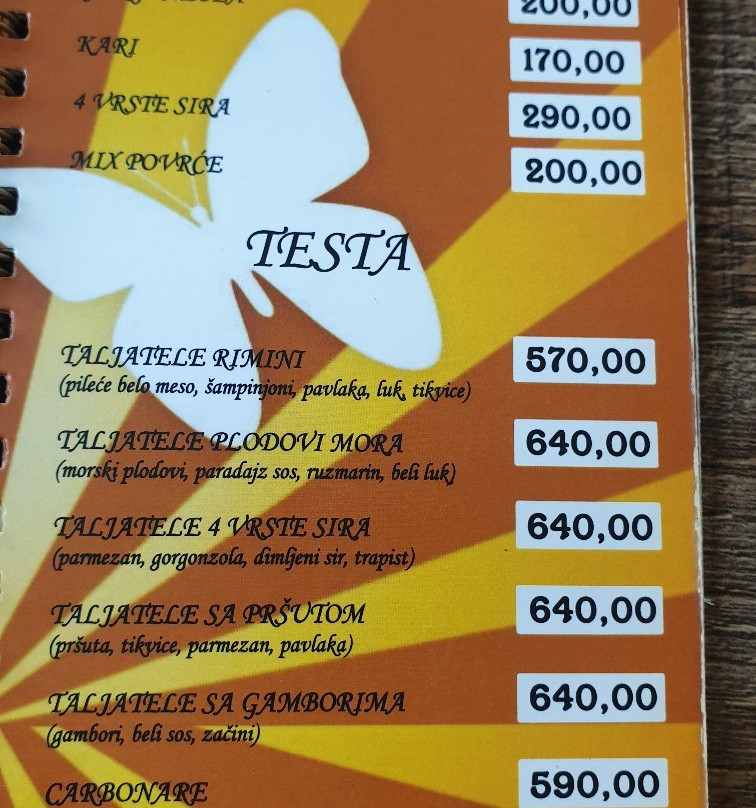 200,00
KARI 170,00
4 VRSTE SIRA 290,00
MIX POVRĆE 200,00
TESTA
TALJATELE RIMINI 570,00
(pileće belo meso, šampinjoni, pavlaka, luk, tikvice)
TALJATELE PLODOVI MORA 640,00
(morski plodovi, paradajz sos, ruzmarin, beli luk)
TALJATELE 4 VRSTE SIRA 640,00
(parmezan, gorgonzola, dimljeni sir, trapist)
TALJATELE SA PRŠUTOM 640,00
(pršuta, tikvice, parmezan, pavlaka)
TALJATELE SA GAMBORIMA 640,00
(gambori, beli sos, začini)
CARBONARE 590,00